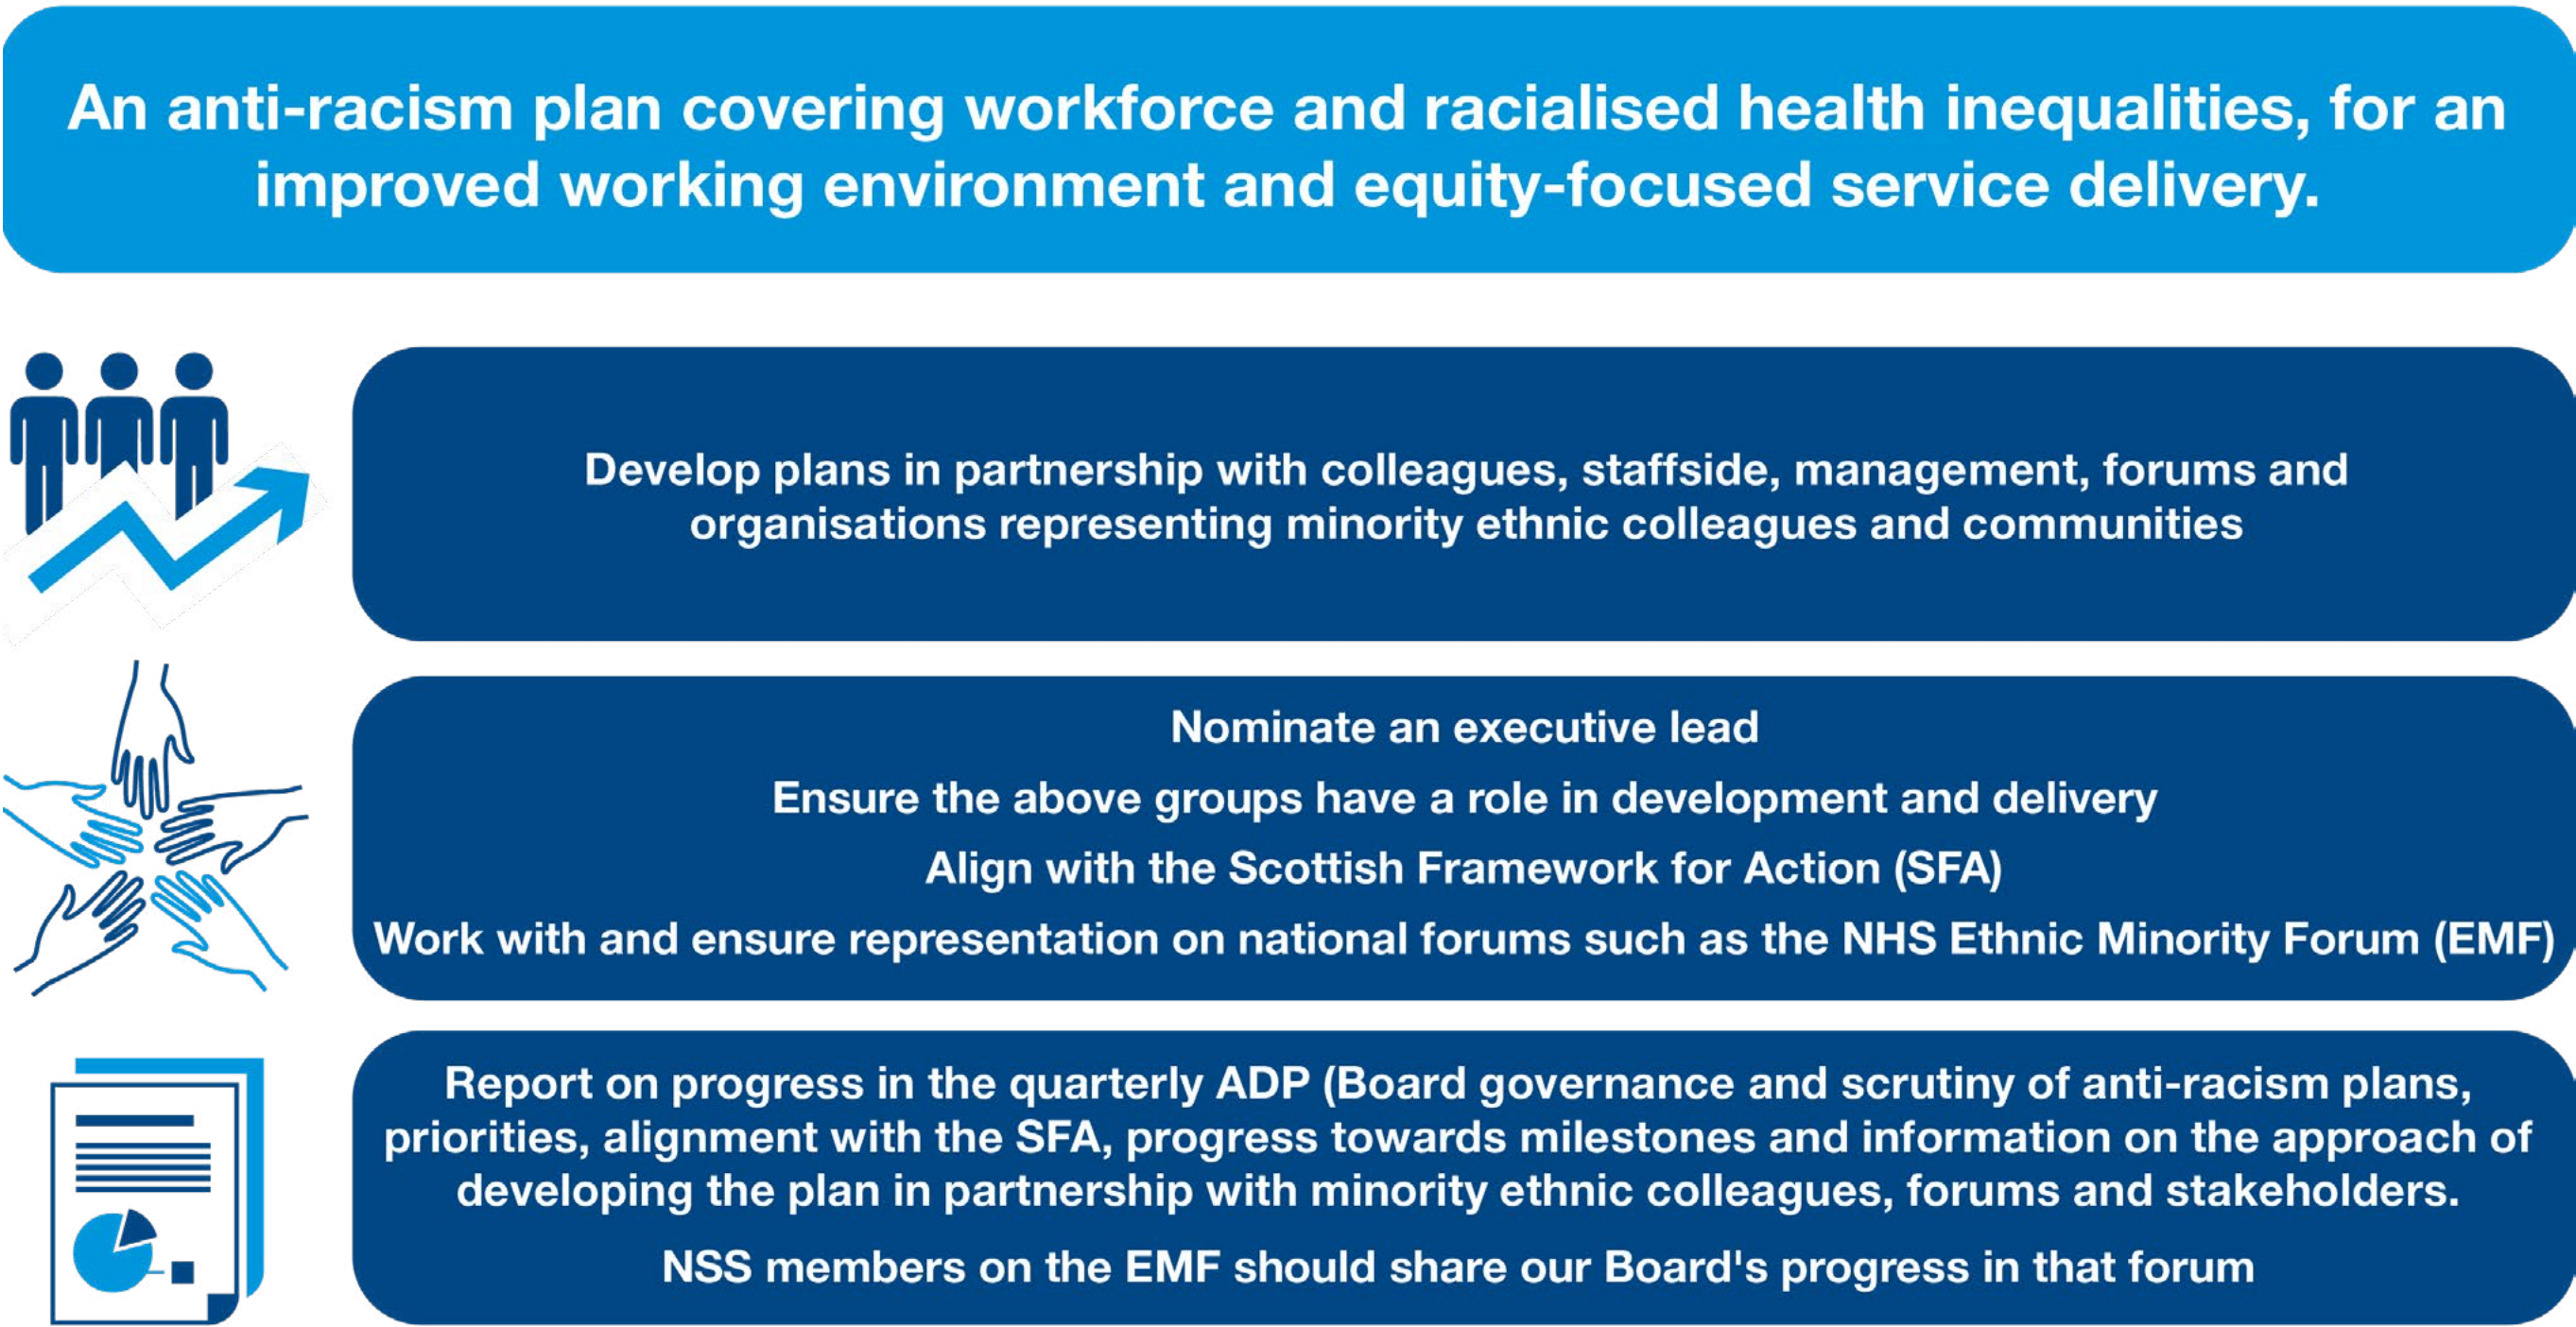 An anti-racism plan covering workforce and racialised health inequalities, for an
improved working environment and equity-focused service delivery.
Develop plans in partnership with colleagues, staffside, management, forums and
organisations representing minority ethnic colleagues and communities
Nominate an executive lead
Ensure the above groups have a role in development and delivery
Align with the Scottish Framework for Action (SFA)
Work with and ensure representation on national forums such as the NHS Ethnic Minority Forum (EMF)
Report on progress in the quarterly ADP (Board governance and scrutiny of anti-racism plans,
priorities, alignment with the SFA, progress towards milestones and information on the approach of
developing the plan in partnership with minority ethnic colleagues, forums and stakeholders.
NSS members on the EMF should share our Board's progress in that forum